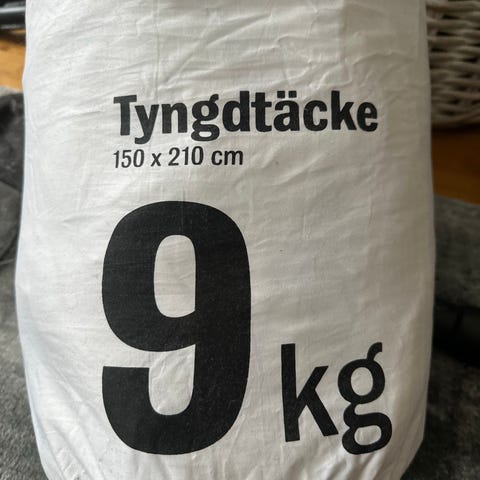 Tyngdtäcke
150 x 210 cm
9 kg